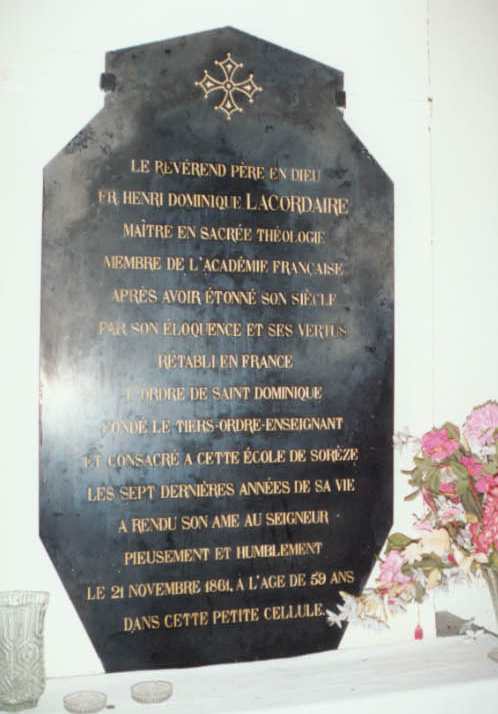 LE REVÉREND PÈRE EN DIEU
FR. HENRI DOMINIQUE LACORDAIRE
MAÎTRE EN SACRÉE THÉOLOGIE
MEMBRE DE L'ACADÉMIE FRANÇAISE
APRÈS AVOIR ÉTONNÉ SON SIÈCLE
PAR SON ÉLOQUENCE ET SES VERTUS
RÉTABLI EN FRANCE
L'ORDRE DE SAINT DOMINIQUE
FONDÉ LE TIERS-ORDRE-ENSEIGNANT
ET CONSACRÉ A CETTE ÉCOLE DE SORÈZE
LES SEPT DERNIÈRES ANNÉES DE SA VIE
A RENDU SON AME AU SEIGNEUR
PIEUSEMENT ET HUMBLEMENT
LE 21 NOVEMBRE 1861, A L'AGE DE 59 ANS
DANS CETTE PETITE CELLULE.